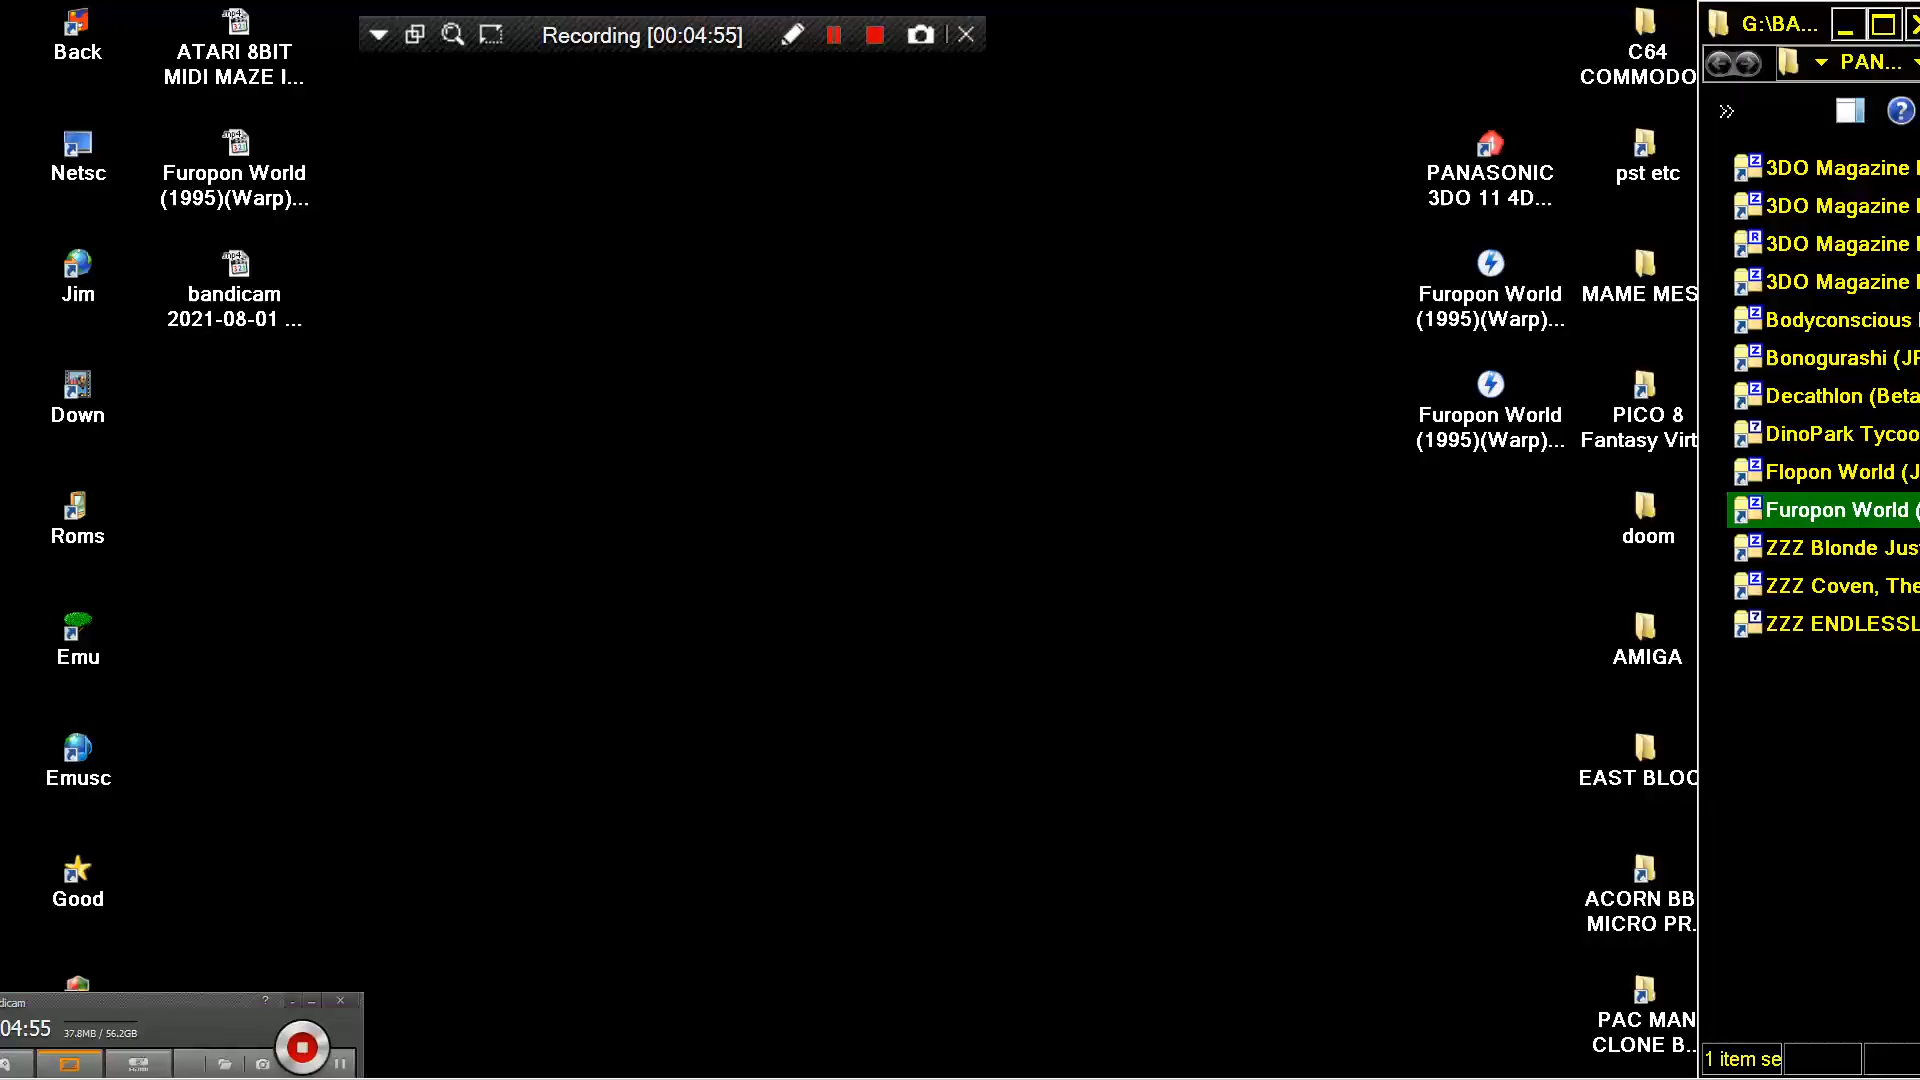 Back
ATARI 8BIT
MIDI MAZE I...
Recording [00:04:55]
C64
COMMODO
G:\BA...
PAN...
Netsc
Furopon World
(1995)(Warp)...
PANASONIC
3DO 11 4D...
pst etc
3DO Magazine
3DO Magazine
3DO Magazine
3DO Magazine
Jim
bandicam
2021-08-01 ...
Furopon World
(1995)(Warp)...
MAME MES
Bodyconscious
Bonogurashi (JP
Down
Furopon World
(1995)(Warp)...
PICO 8
Fantasy Virt
Decathlon (Beta
DinoPark Tycoo
Flopon World (J
Furopon World (
Roms
doom
ZZZ Blonde Jus
ZZZ Coven, The
ZZZ ENDLESSL
Emu
AMIGA
Emusc
EAST BLOC
Good
ACORN BB
MICRO PR.
dicam
04:55
37.8MB / 56.2GB
PAC MAN
CLONE B..
1 item se